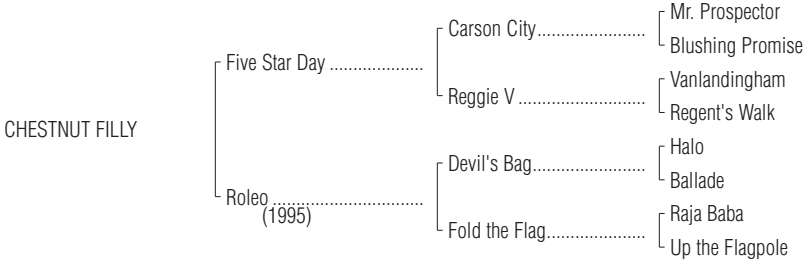 Mr. Prospector
Carson City.......................
Blushing Promise
Five Star Day ....................
Vanlandingham
Reggie V ...........................
Regent's Walk
CHESTNUT FILLY
Halo
Devil's Bag........................
Ballade
Roleo ................................
(1995)
Raja Baba
Fold the Flag.....................
Up the Flagpole